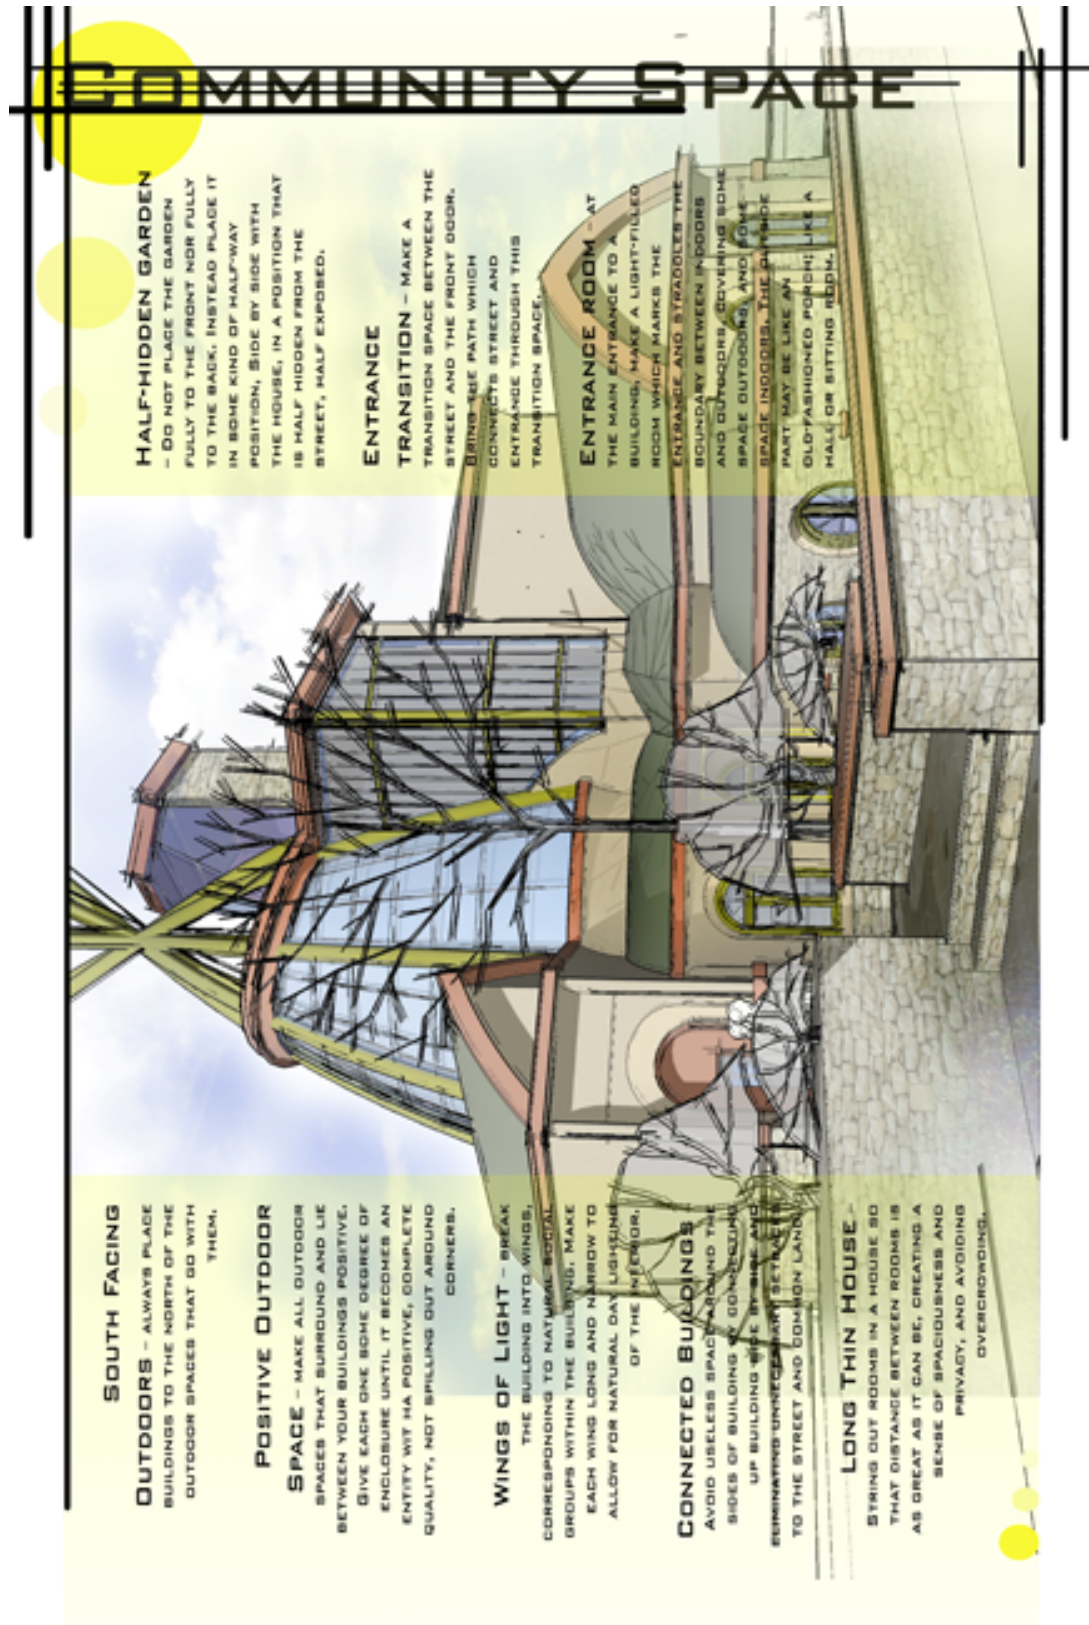 COMMUNITY SPACE
SOUTH FACING
OUTDOORS – ALWAYS PLACE
BUILDINGS TO THE NORTH OF THE
OUTDOOR SPACES THAT GO WITH
THEM.
POSITIVE OUTDOOR
SPACE – MAKE ALL OUTDOOR
SPACES THAT SURROUND AND LIE
BETWEEN YOUR BUILDINGS POSITIVE.
GIVE EACH ONE SOME DEGREE OF
ENCLOSURE UNTIL IT BECOMES AN
ENTITY WIT HA POSITIVE, COMPLETE
QUALITY, NOT SPILLING OUT AROUND
CORNERS.
WINGS OF LIGHT – BREAK
THE BUILDING INTO WINGS,
CORRESPONDING TO NATURAL SOCIAL
GROUPS WITHIN THE BUILDING. MAKE
EACH WING LONG AND NARROW TO
ALLOW FOR NATURAL DAY LIGHTING
OF THE INTERIOR.
CONNECTED BUILDINGS
AVOID USELESS SPACE AROUND THE
SIDES OF BUILDING BY CONNECTING
UP BUILDING SIDE BY SIDE AND
ELIMINATING UNNECESSARY SETBACKS
TO THE STREET AND COMMON LAND.
LONG THIN HOUSE –
STRING OUT ROOMS IN A HOUSE SO
THAT DISTANCE BETWEEN ROOMS IS
AS GREAT AS IT CAN BE, CREATING A
SENSE OF SPACIOUSNESS AND
PRIVACY, AND AVOIDING
OVERCROWDING.
HALF-HIDDEN GARDEN
– DO NOT PLACE THE GARDEN
FULLY TO THE FRONT NOR FULLY
TO THE BACK. INSTEAD PLACE IT
IN SOME KIND OF HALF-WAY
POSITION, SIDE BY SIDE WITH
THE HOUSE, IN A POSITION THAT
IS HALF HIDDEN FROM THE
STREET, HALF EXPOSED.
ENTRANCE
TRANSITION – MAKE A
TRANSITION SPACE BETWEEN THE
STREET AND THE FRONT DOOR.
BRING THE PATH WHICH
CONNECTS STREET AND
ENTRANCE THROUGH THIS
TRANSITION SPACE.
ENTRANCE ROOM – AT
THE MAIN ENTRANCE TO A
BUILDING, MAKE A LIGHT-FILLED
ROOM WHICH MARKS THE
ENTRANCE AND STRADDLES THE
BOUNDARY BETWEEN INDOORS
AND OUTDOORS, COVERING SOME
SPACE OUTDOORS, AND SOME
SPACE INDOORS. THE OUTSIDE
PART MAY BE LIKE AN
OLD-FASHIONED PORCH; LIKE A
HALL OR SITTING ROOM.